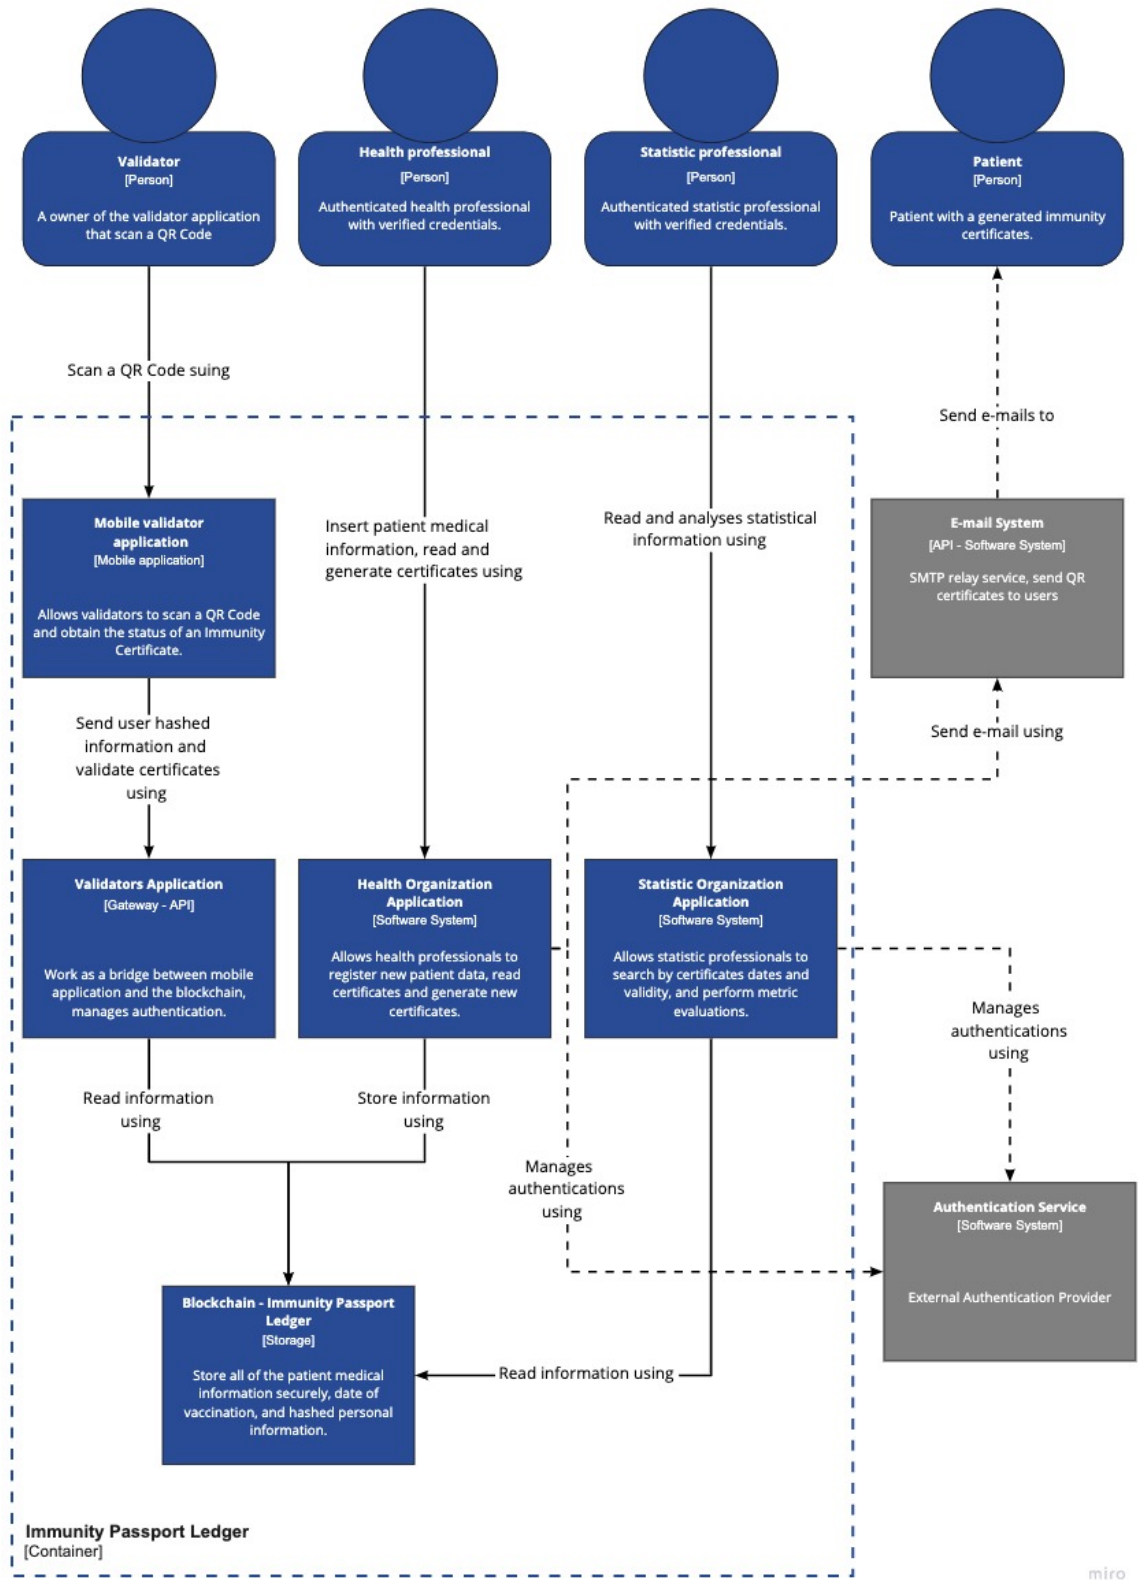 Validator
[Person]
A owner of the validator application
that scan a QR Code
Health professional
[Person]
Authenticated health professional
with verified credentials.
Statistic professional
[Person]
Authenticated statistic professional
with verified credentials.
Patient
[Person]
Patient with a generated immunity
certificates.
Scan a QR Code suing
Insert patient medical
information, read and
generate certificates using
Read and analyses statistical
information using
Send e-mails to
Mobile validator
application
[Mobile application]
Allows validators to scan a QR Code
and obtain the status of an Immunity
Certificate.
E-mail System
[API - Software System]
SMTP relay service, send QR
certificates to users
Send user hashed
information and
validate certificates
using
Send e-mail using
Validators Application
[Gateway - API]
Work as a bridge between mobile
application and the blockchain,
manages authentication.
Health Organization
Application
[Software System]
Allows health professionals to
register new patient data, read
certificates and generate new
certificates.
Statistic Organization
Application
[Software System]
Allows statistic professionals to
search by certificates dates and
validity, and perform metric
evaluations.
Manages
authentications
using
Read information
using
Store information
using
Manages
authentications
using
Authentication Service
[Software System]
External Authentication Provider
Blockchain - Immunity Passport
Ledger
[Storage]
Store all of the patient medical
information securely, date of
vaccination, and hashed personal
information.
Read information using
Immunity Passport Ledger
[Container]
miro